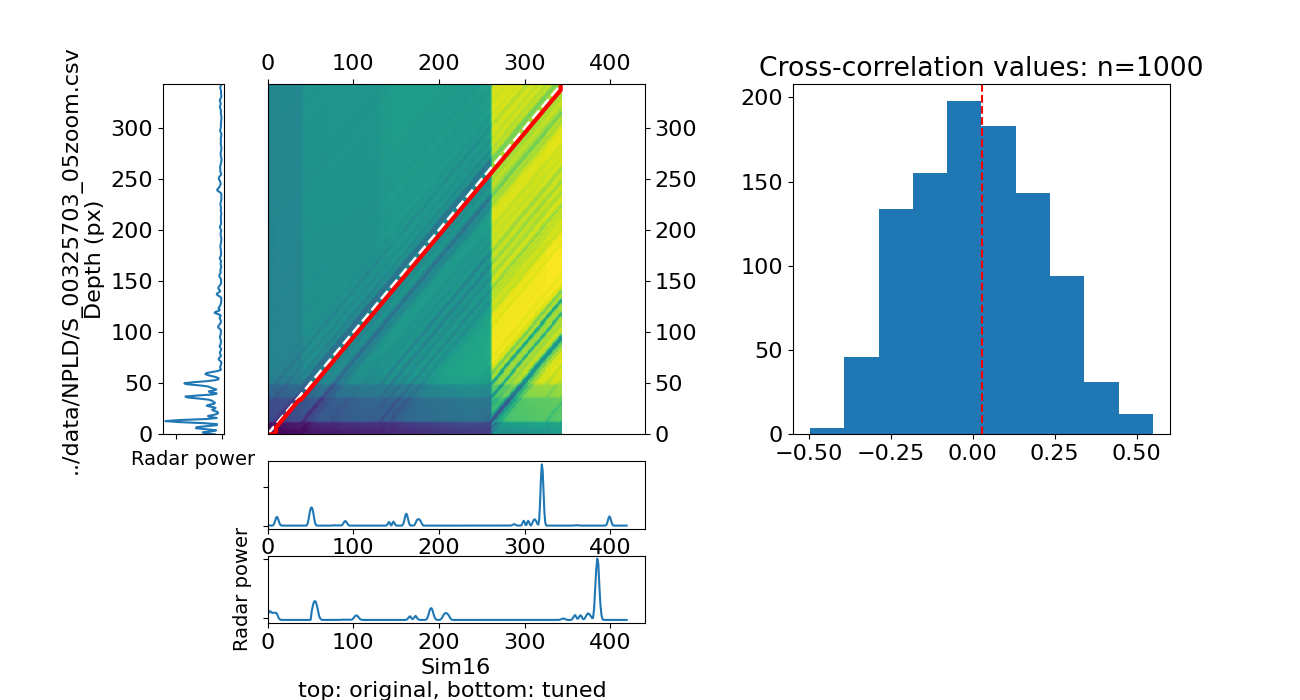 Cross-correlation values: n=1000
../data/NPLD/S_00325703_05zoom.csv
Depth (px)
0 100 200 300 400
300
250
200
150
100
50
0
300
250
200
150
100
50
0
Radar power
200
150
100
50
0
−0.50 −0.25 0.00 0.25 0.50
0 100 200 300 400
Radar power
0 100 200 300 400
Sim16
top: original, bottom: tuned